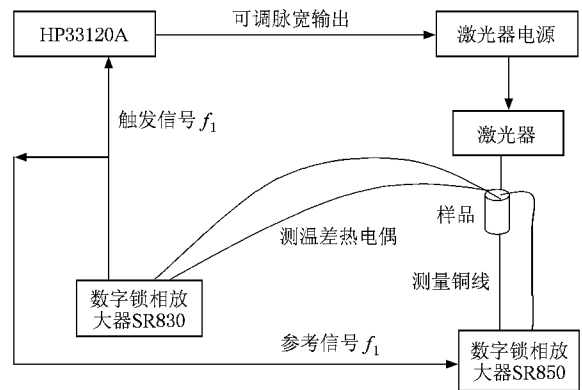 HP33120A
可调脉宽输出
激光器电源
触发信号 f₁
激光器
样品
测温差热电偶
测量铜线
数字锁相放
大器SR830
参考信号 f₁
数字锁相放
大器SR850